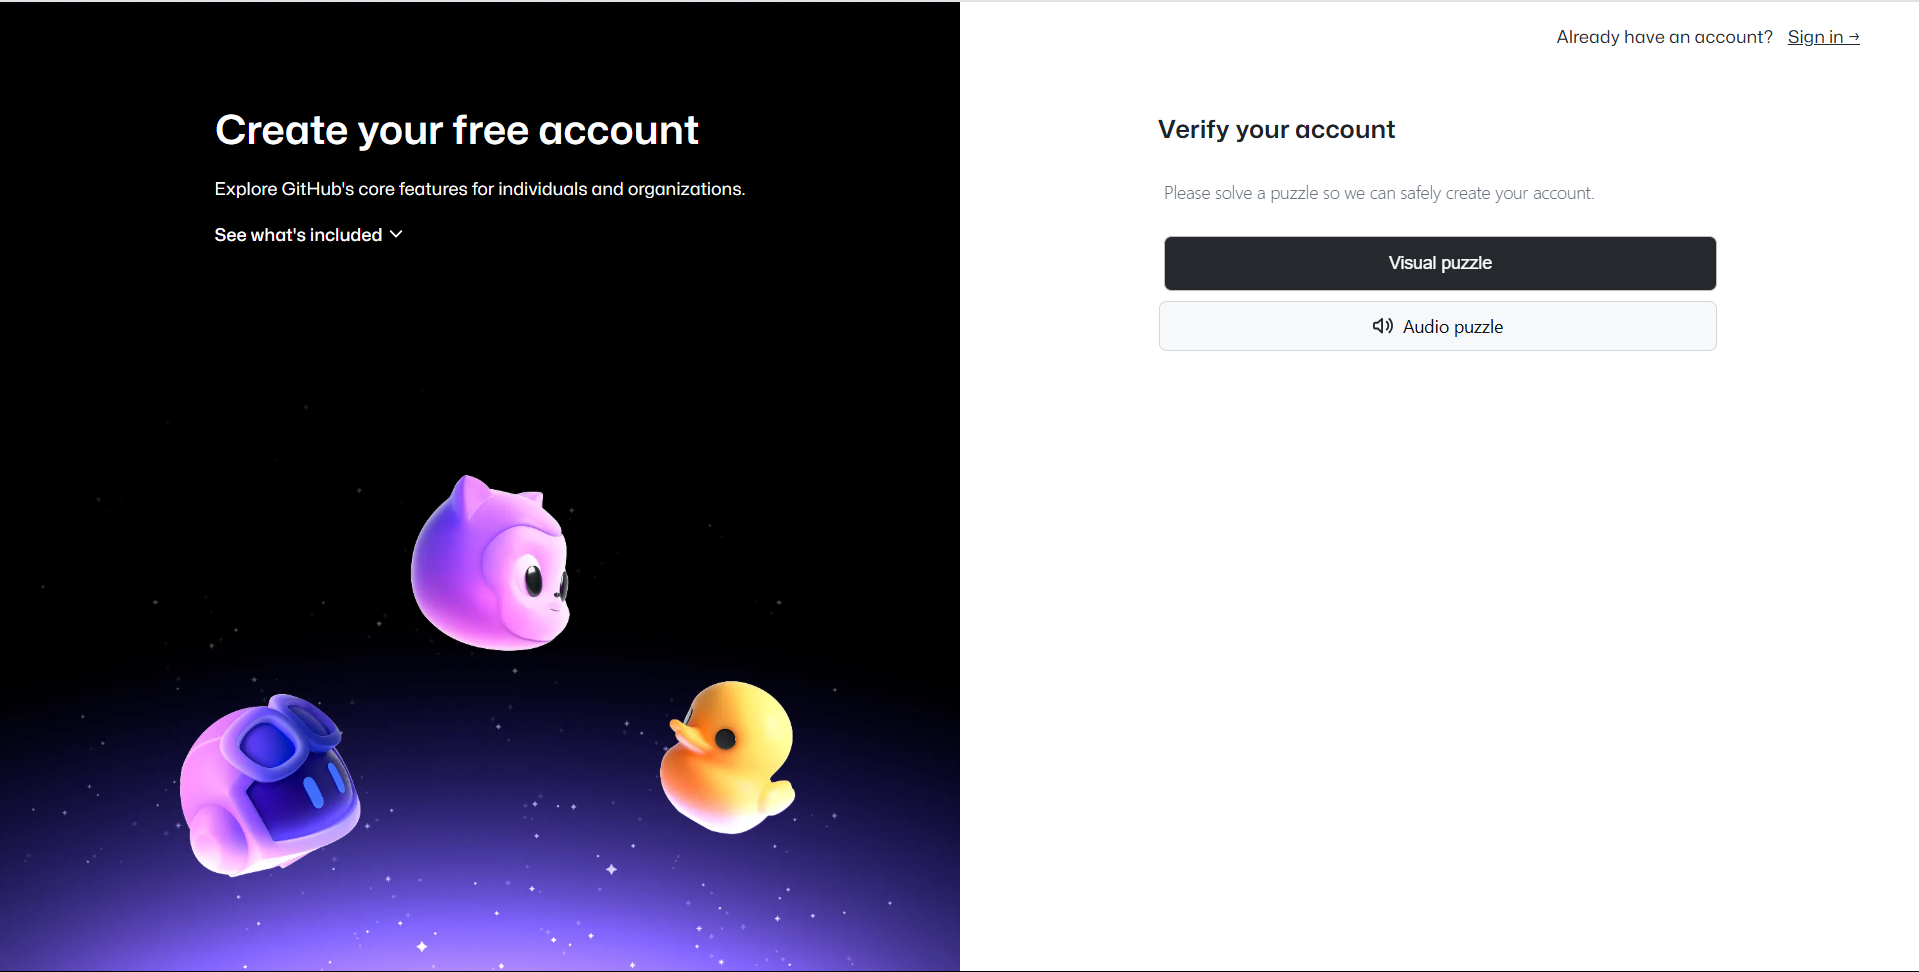 Already have an account? Sign in →
Create your free account
Explore GitHub's core features for individuals and organizations.
See what's included
Verify your account
Please solve a puzzle so we can safely create your account.
Visual puzzle
Audio puzzle